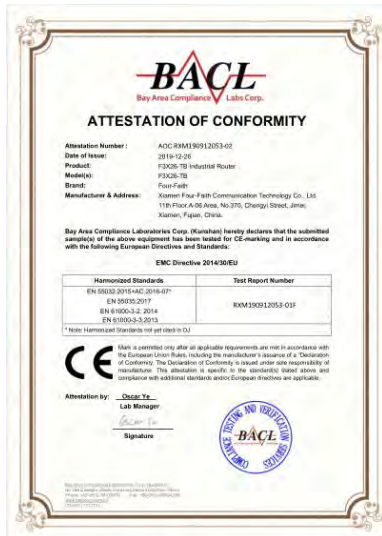 BACL
Bay Area Compliance Labs Corp.
ATTESTATION OF CONFORMITY
Attestation Number : AOC-RXM190912053-02
Date of Issue: 2019-12-26
Product: F3X26-TB Industrial Router
Model(s): F3X26-TB
Brand: Four-Faith
Manufacturer & Address: Xiamen Four-Faith Communication Technology Co., Ltd.
11th Floor,A-06 Area, No.370, Chengyi Street, Jimei,
Xiamen, Fujian, China.
Bay Area Compliance Laboratories Corp. (Kunshan) hereby declares that the submitted
sample(s) of the above equipment has been tested for CE-marking and in accordance
with the following European Directives and Standards:
EMC Directive 2014/30/EU
Harmonized Standards Test Report Number
EN 55032:2015+AC:2016-07*
EN 55035:2017
EN 61000-3-2: 2014
EN 61000-3-3:2013
RXM190912053-01F
* Note: Harmonized Standards not yet cited in OJ
CE
Mark is permitted only after all applicable requirements are met in accordance with
the European Union Rules, including the manufacturer's issuance of a "Declaration
of Conformity. The Declaration of Conformity is issued under sole responsibility of
manufacturer. This attestation is specific to the standard(s) stated above and
compliance with additional standards and/or European directives are applicable.
Attestation by: Oscar Ye
Lab Manager
Oscar Ye
Signature
COMPLIANCE TESTING AND VERIFICATION SERVICES
BACL